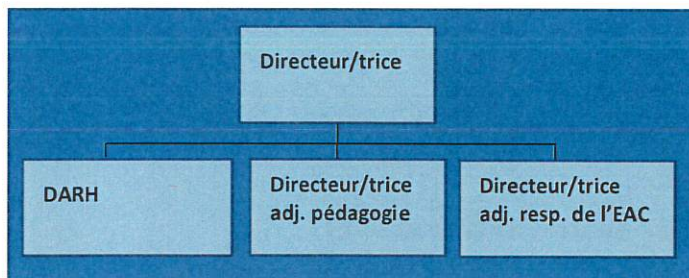 Directeur/trice
DARH
Directeur/trice
adj. pédagogie
Directeur/trice
adj. resp. de l'EAC